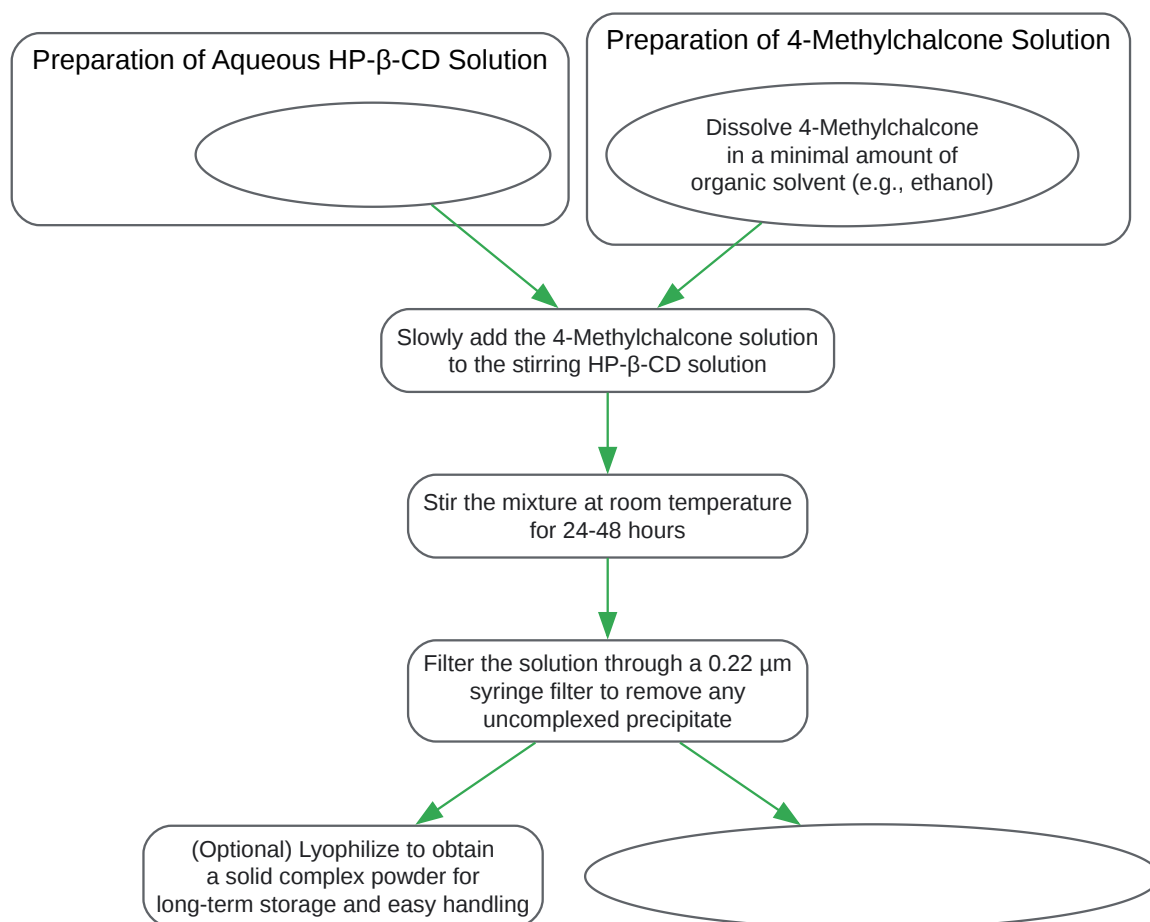 Preparation of Aqueous HP-β-CD Solution
Preparation of 4-Methylchalcone Solution
Dissolve 4-Methylchalcone
in a minimal amount of
organic solvent (e.g., ethanol)
Slowly add the 4-Methylchalcone solution
to the stirring HP-β-CD solution
Stir the mixture at room temperature
for 24-48 hours
Filter the solution through a 0.22 µm
syringe filter to remove any
uncomplexed precipitate
(Optional) Lyophilize to obtain
a solid complex powder for
long-term storage and easy handling